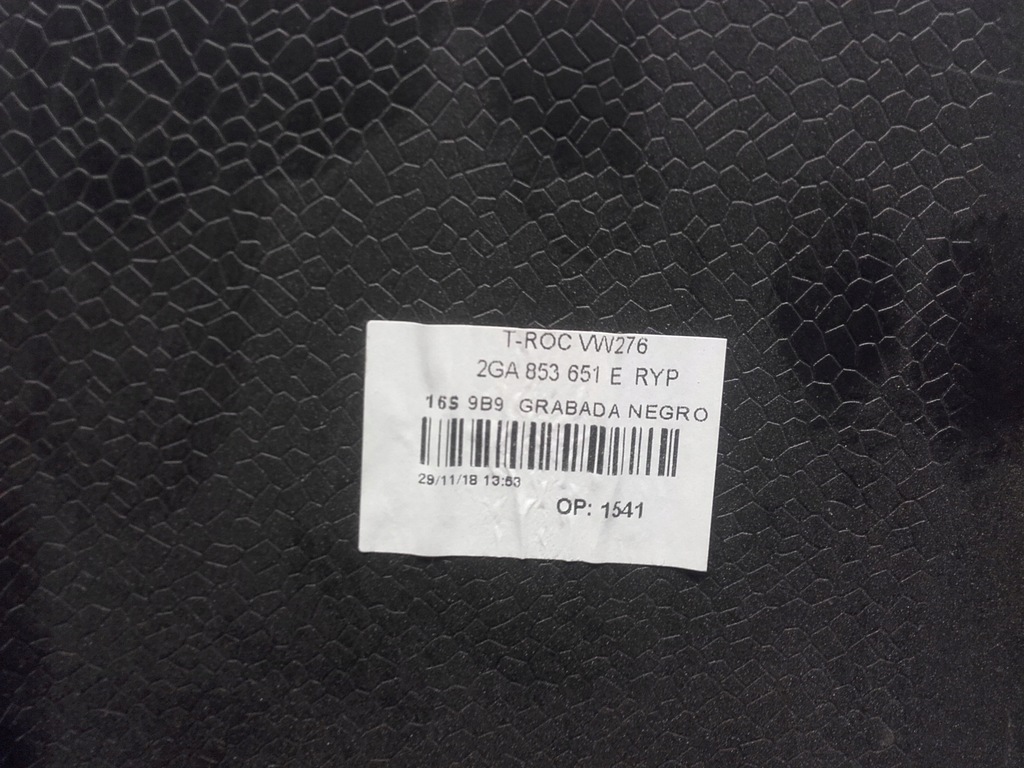 T-ROC VW276
2GA 853 651 E RYP
16S 9B9 GRABADA NEGRO
29/11/18 13:53
OP: 1541